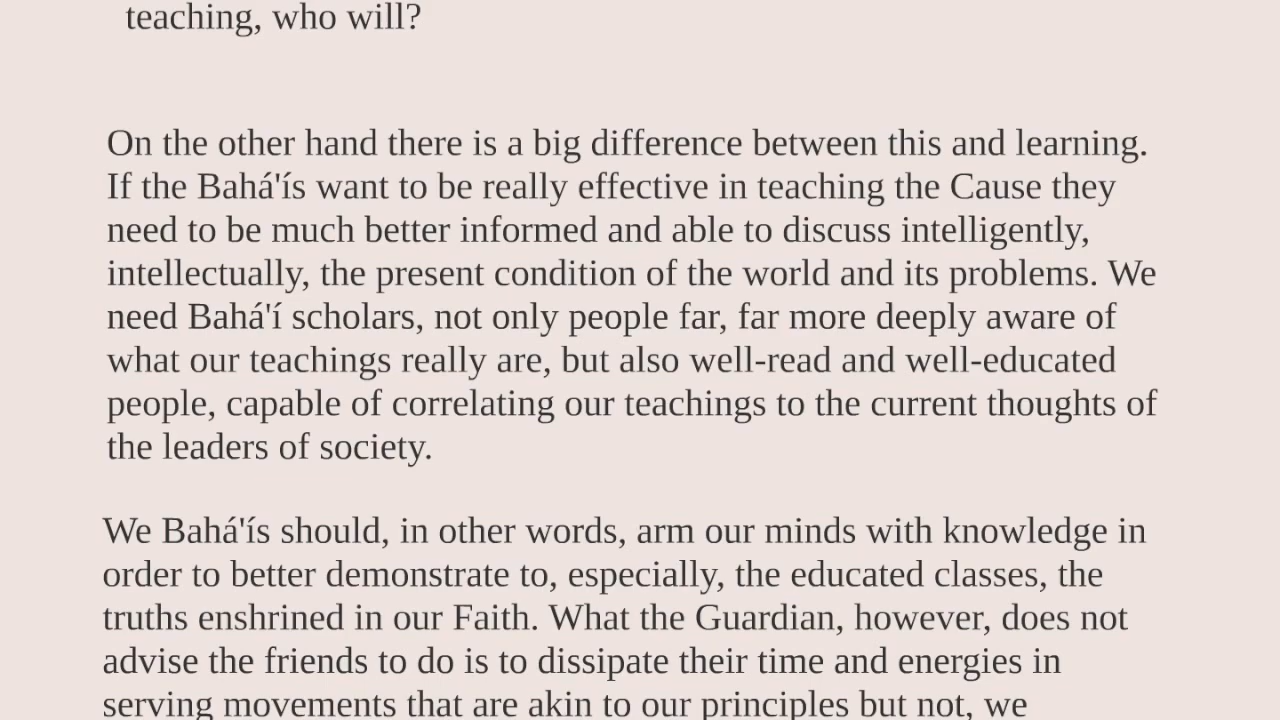 teaching, who will?
On the other hand there is a big difference between this and learning.
If the Bahá'ís want to be really effective in teaching the Cause they
need to be much better informed and able to discuss intelligently,
intellectually, the present condition of the world and its problems. We
need Bahá'í scholars, not only people far, far more deeply aware of
what our teachings really are, but also well-read and well-educated
people, capable of correlating our teachings to the current thoughts of
the leaders of society.
We Bahá'ís should, in other words, arm our minds with knowledge in
order to better demonstrate to, especially, the educated classes, the
truths enshrined in our Faith. What the Guardian, however, does not
advise the friends to do is to dissipate their time and energies in
serving movements that are akin to our principles but not, we